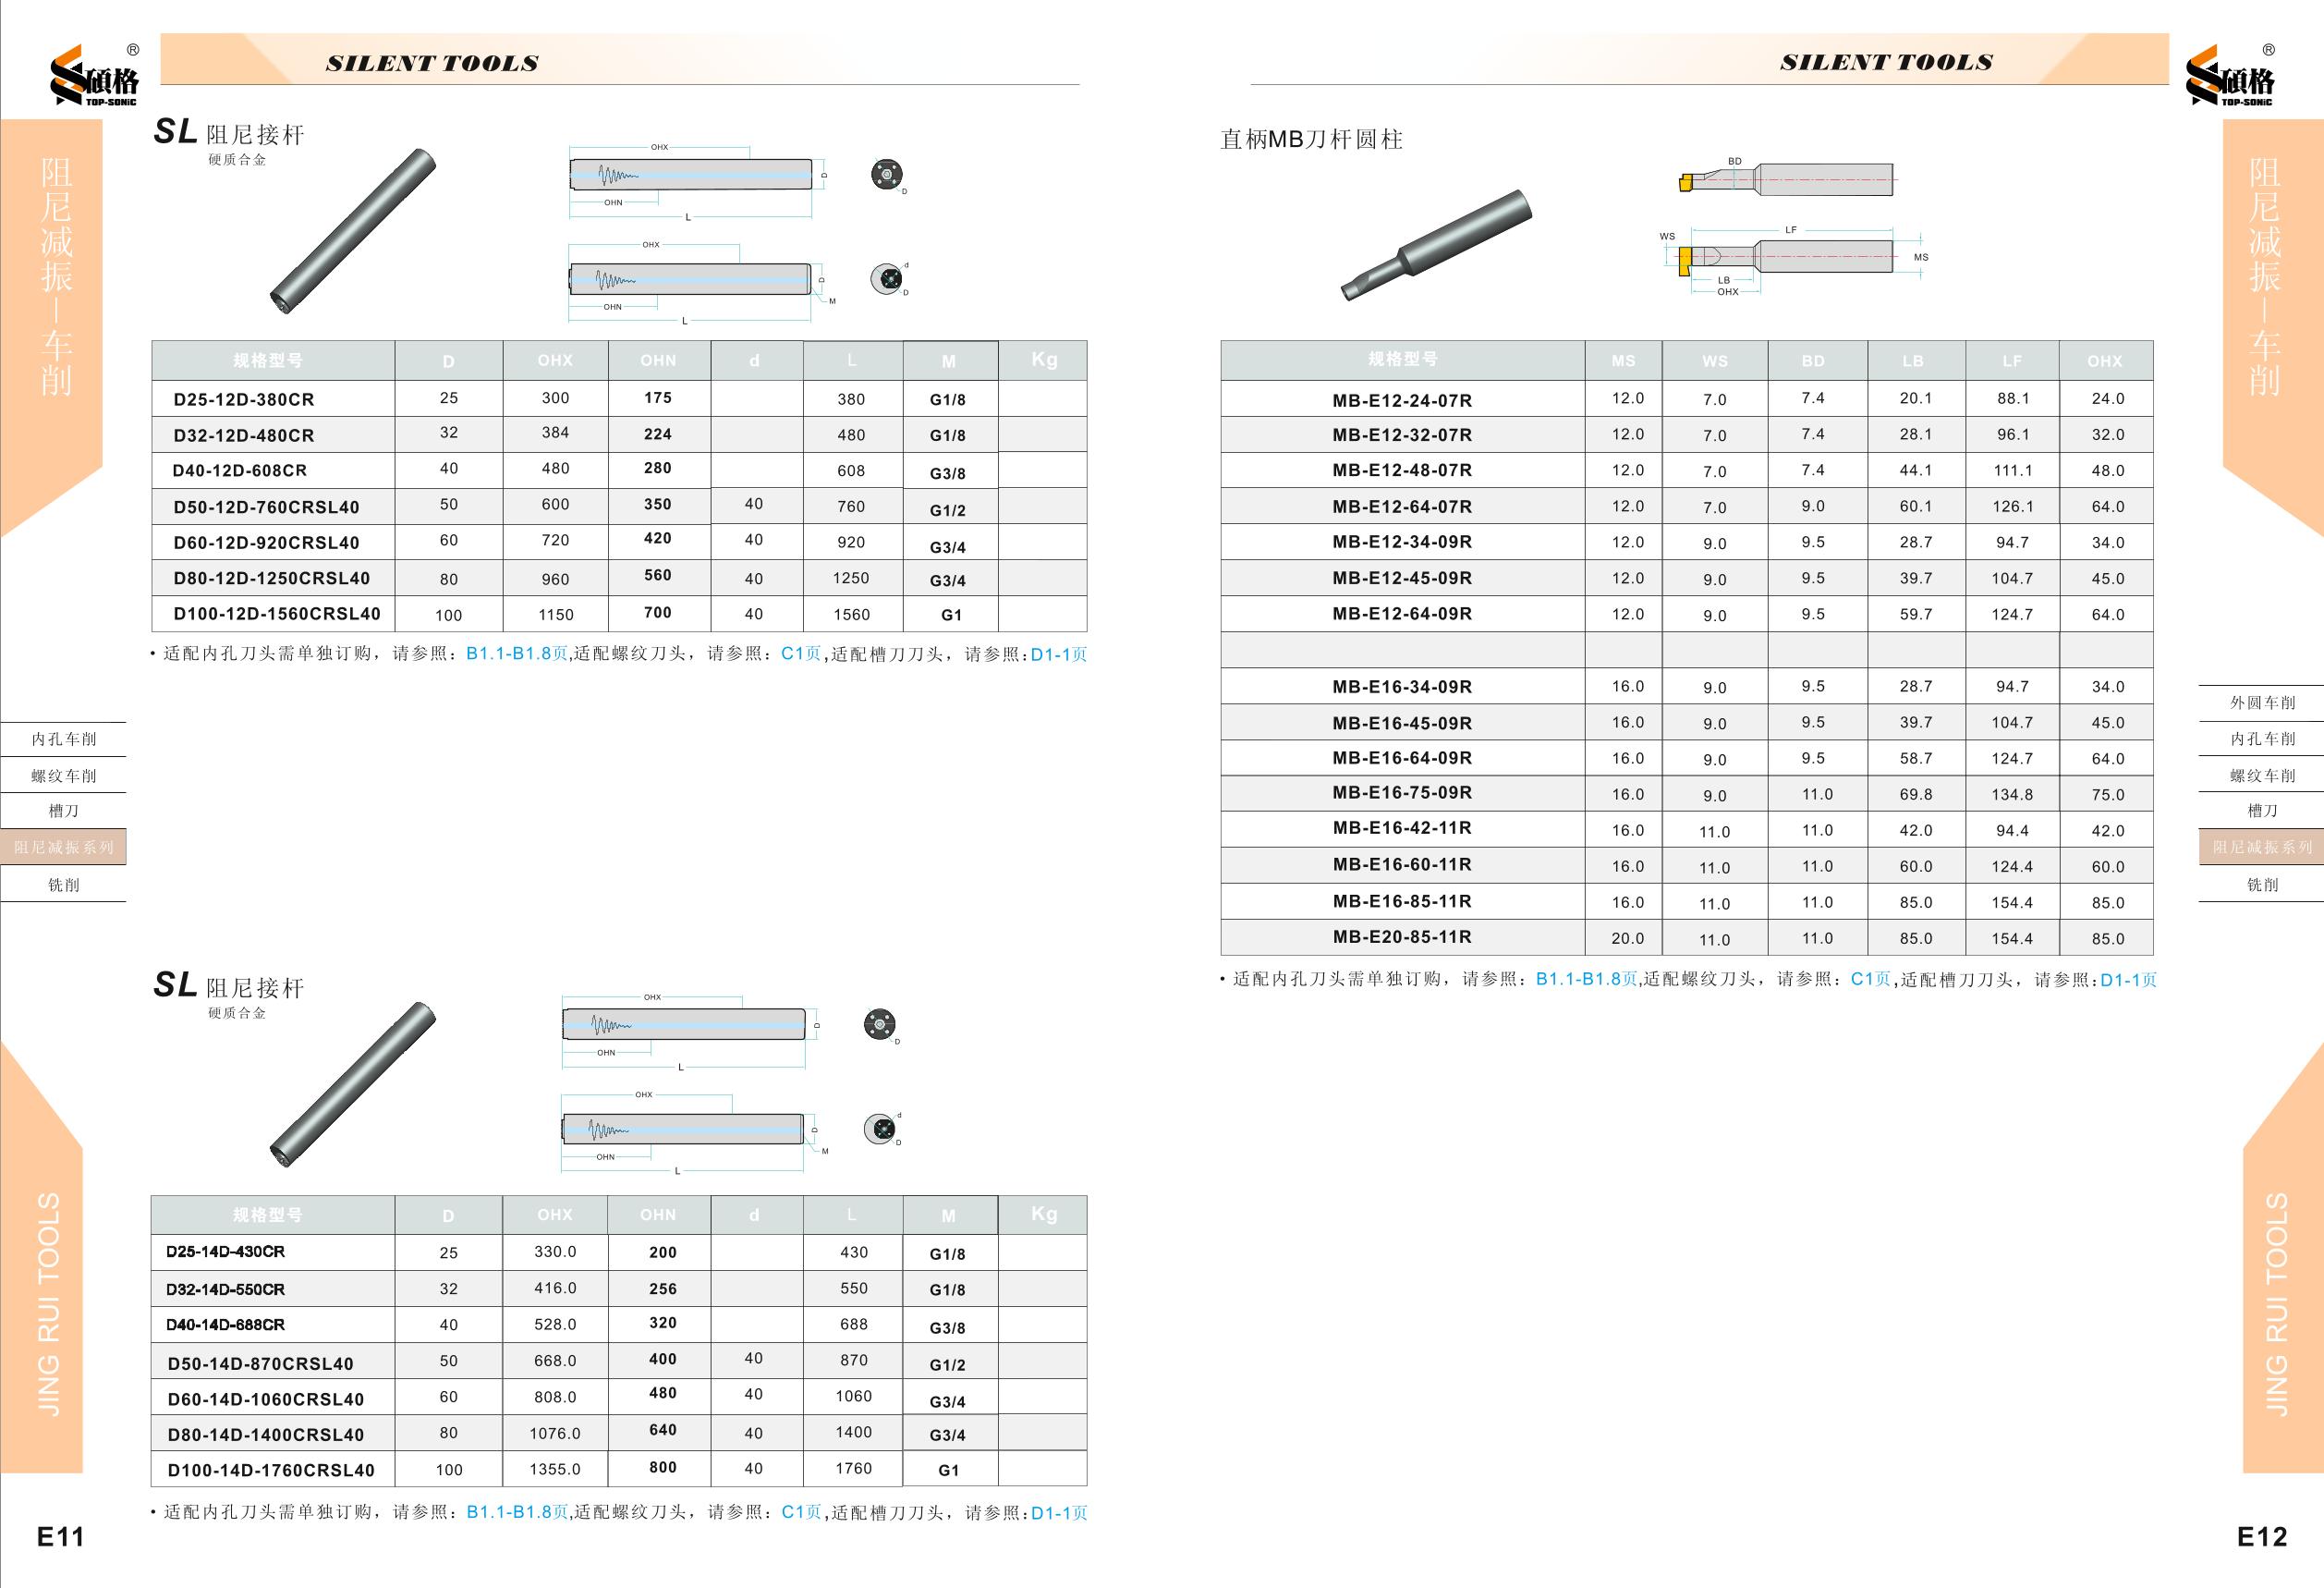 碩格®
TOP-SONIC
SILENT TOOLS
阻尼减振—车削
SL 阻尼接杆
硬质合金
OHX
D
OHN
L
D
OHX
D
OHN
M
L
d
D
规格型号 D OHX OHN d L M Kg
D25-12D-380CR 25 300 175 380 G1/8
D32-12D-480CR 32 384 224 480 G1/8
D40-12D-608CR 40 480 280 608 G3/8
D50-12D-760CRSL40 50 600 350 40 760 G1/2
D60-12D-920CRSL40 60 720 420 40 920 G3/4
D80-12D-1250CRSL40 80 960 560 40 1250 G3/4
D100-12D-1560CRSL40 100 1150 700 40 1560 G1
• 适配内孔刀头需单独订购，请参照：B1.1-B1.8页,适配螺纹刀头，请参照：C1页,适配槽刀刀头，请参照:D1-1页
内孔车削
螺纹车削
槽刀
阻尼减振系列
铣削
SL 阻尼接杆
硬质合金
OHX
D
OHN
L
D
OHX
D
OHN
M
L
d
D
规格型号 D OHX OHN d L M Kg
D25-14D-430CR 25 330.0 200 430 G1/8
D32-14D-550CR 32 416.0 256 550 G1/8
D40-14D-688CR 40 528.0 320 688 G3/8
D50-14D-870CRSL40 50 668.0 400 40 870 G1/2
D60-14D-1060CRSL40 60 808.0 480 40 1060 G3/4
D80-14D-1400CRSL40 80 1076.0 640 40 1400 G3/4
D100-14D-1760CRSL40 100 1355.0 800 40 1760 G1
• 适配内孔刀头需单独订购，请参照：B1.1-B1.8页,适配螺纹刀头，请参照：C1页,适配槽刀刀头，请参照:D1-1页
JING RUI TOOLS
E11
SILENT TOOLS
碩格®
TOP-SONIC
阻尼减振—车削
直柄MB刀杆圆柱
BD
WS
LF
MS
LB
OHX
规格型号 MS WS BD LB LF OHX
MB-E12-24-07R 12.0 7.0 7.4 20.1 88.1 24.0
MB-E12-32-07R 12.0 7.0 7.4 28.1 96.1 32.0
MB-E12-48-07R 12.0 7.0 7.4 44.1 111.1 48.0
MB-E12-64-07R 12.0 7.0 9.0 60.1 126.1 64.0
MB-E12-34-09R 12.0 9.0 9.5 28.7 94.7 34.0
MB-E12-45-09R 12.0 9.0 9.5 39.7 104.7 45.0
MB-E12-64-09R 12.0 9.0 9.5 59.7 124.7 64.0
MB-E16-34-09R 16.0 9.0 9.5 28.7 94.7 34.0
MB-E16-45-09R 16.0 9.0 9.5 39.7 104.7 45.0
MB-E16-64-09R 16.0 9.0 9.5 58.7 124.7 64.0
MB-E16-75-09R 16.0 9.0 11.0 69.8 134.8 75.0
MB-E16-42-11R 16.0 11.0 11.0 42.0 94.4 42.0
MB-E16-60-11R 16.0 11.0 11.0 60.0 124.4 60.0
MB-E16-85-11R 16.0 11.0 11.0 85.0 154.4 85.0
MB-E20-85-11R 20.0 11.0 11.0 85.0 154.4 85.0
• 适配内孔刀头需单独订购，请参照：B1.1-B1.8页,适配螺纹刀头，请参照：C1页,适配槽刀刀头，请参照:D1-1页
外圆车削
内孔车削
螺纹车削
槽刀
阻尼减振系列
铣削
JING RUI TOOLS
E12